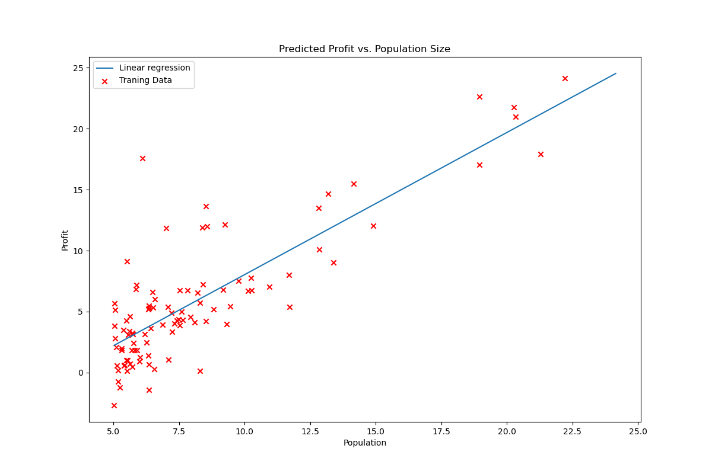 Predicted Profit vs. Population Size
Linear regression
Traning Data
25
20
15
10
5
0
Profit
5.0 7.5 10.0 12.5 15.0 17.5 20.0 22.5 25.0
Population